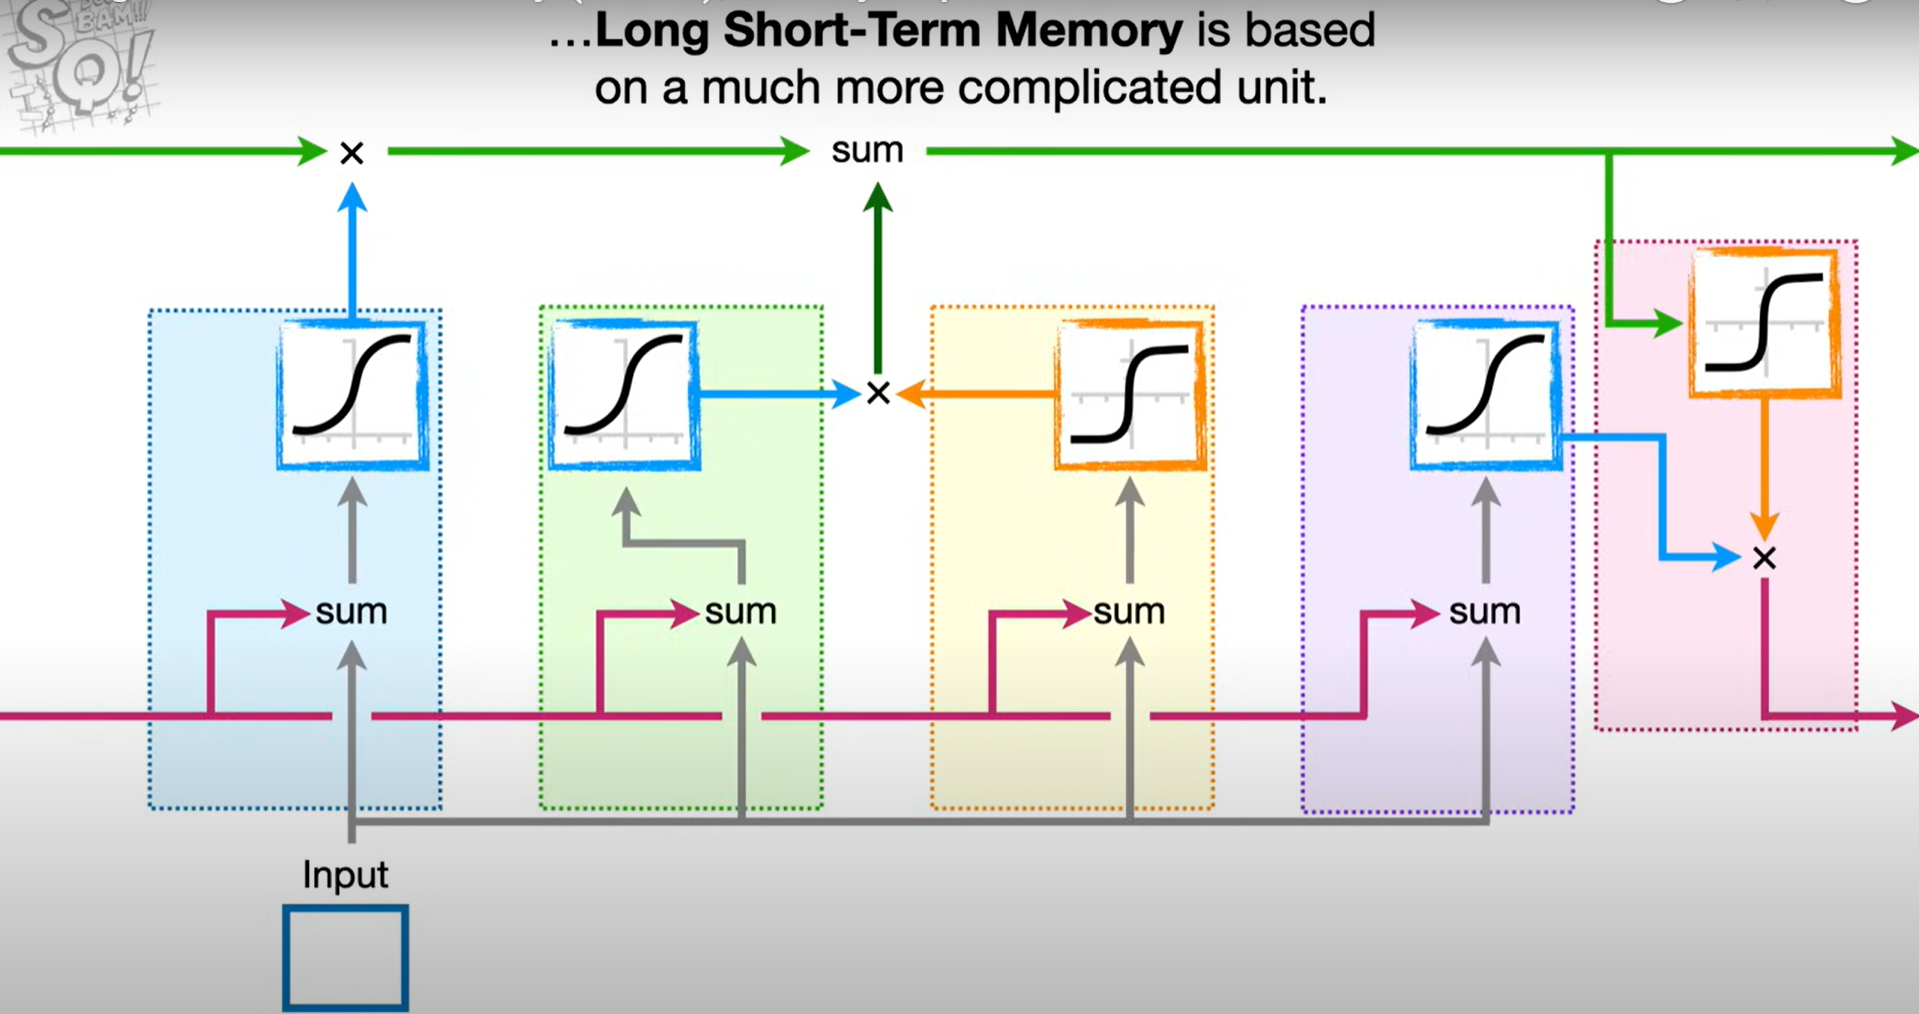 BAM!!!
SQ!
...Long Short-Term Memory is based
on a much more complicated unit.
× sum
× ×
sum sum sum sum
Input